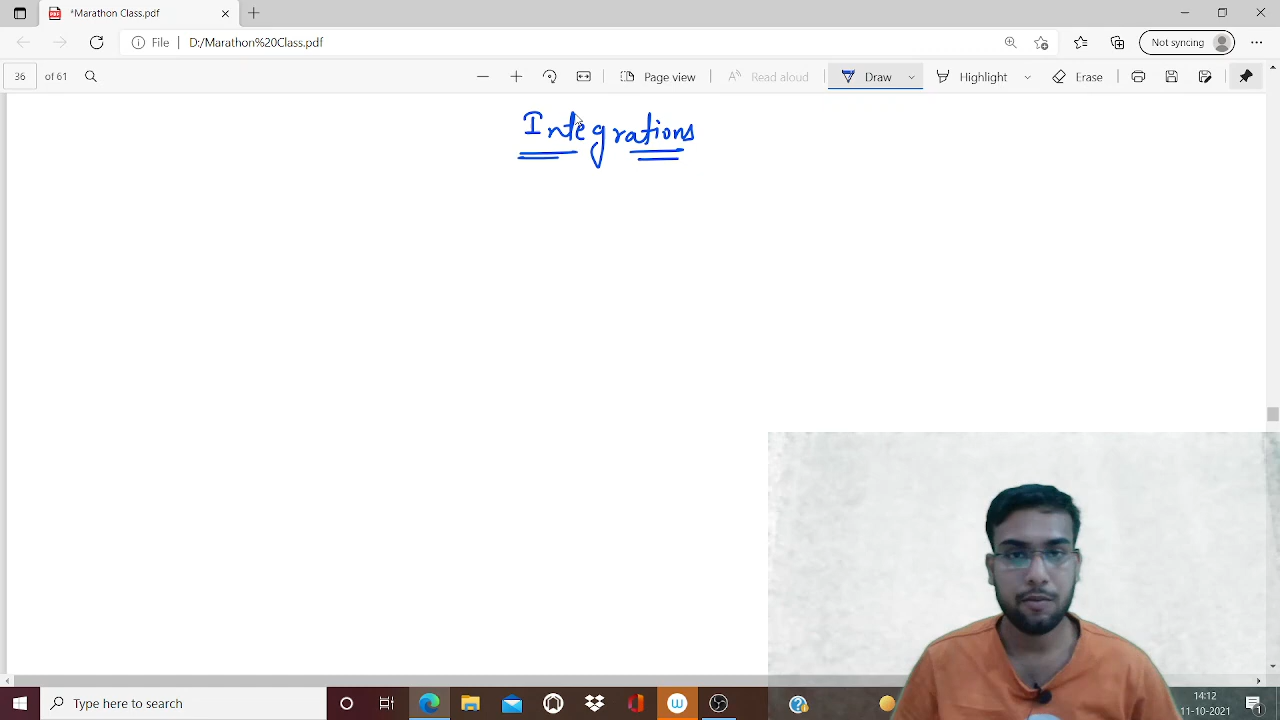 *Marathon Class.pdf
File D:/Marathon%20Class.pdf Not syncing
36 of 61 Page view Read aloud Draw Highlight Erase
Integrations
Type here to search
14:12
11-10-2021